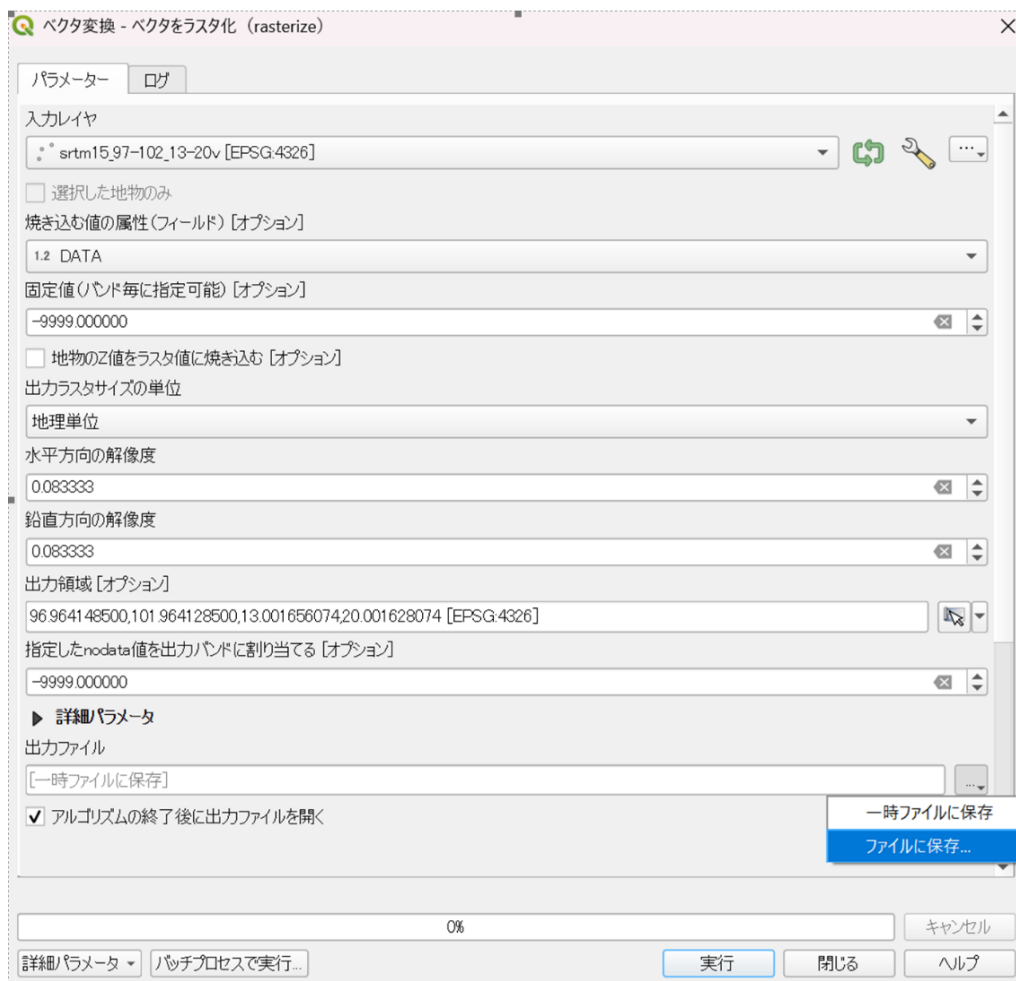 ベクタ変換 - ベクタをラスタ化 (rasterize)
パラメーター ログ
入力レイヤ
srtm15_97-102_13-20v [EPSG:4326]
選択した地物のみ
焼き込む値の属性(フィールド) [オプション]
1.2 DATA
固定値(バンド毎に指定可能) [オプション]
-9999.000000
地物のZ値をラスタ値に焼き込む [オプション]
出力ラスタサイズの単位
地理単位
水平方向の解像度
0.083333
鉛直方向の解像度
0.083333
出力領域 [オプション]
96.964148500,101.964128500,13.001656074,20.001628074 [EPSG:4326]
指定したnodata値を出力バンドに割り当てる [オプション]
-9999.000000
詳細パラメータ
出力ファイル
[一時ファイルに保存]
アルゴリズムの終了後に出力ファイルを開く
一時ファイルに保存
ファイルに保存...
0%
キャンセル
詳細パラメータ バッチプロセスで実行... 実行 閉じる ヘルプ